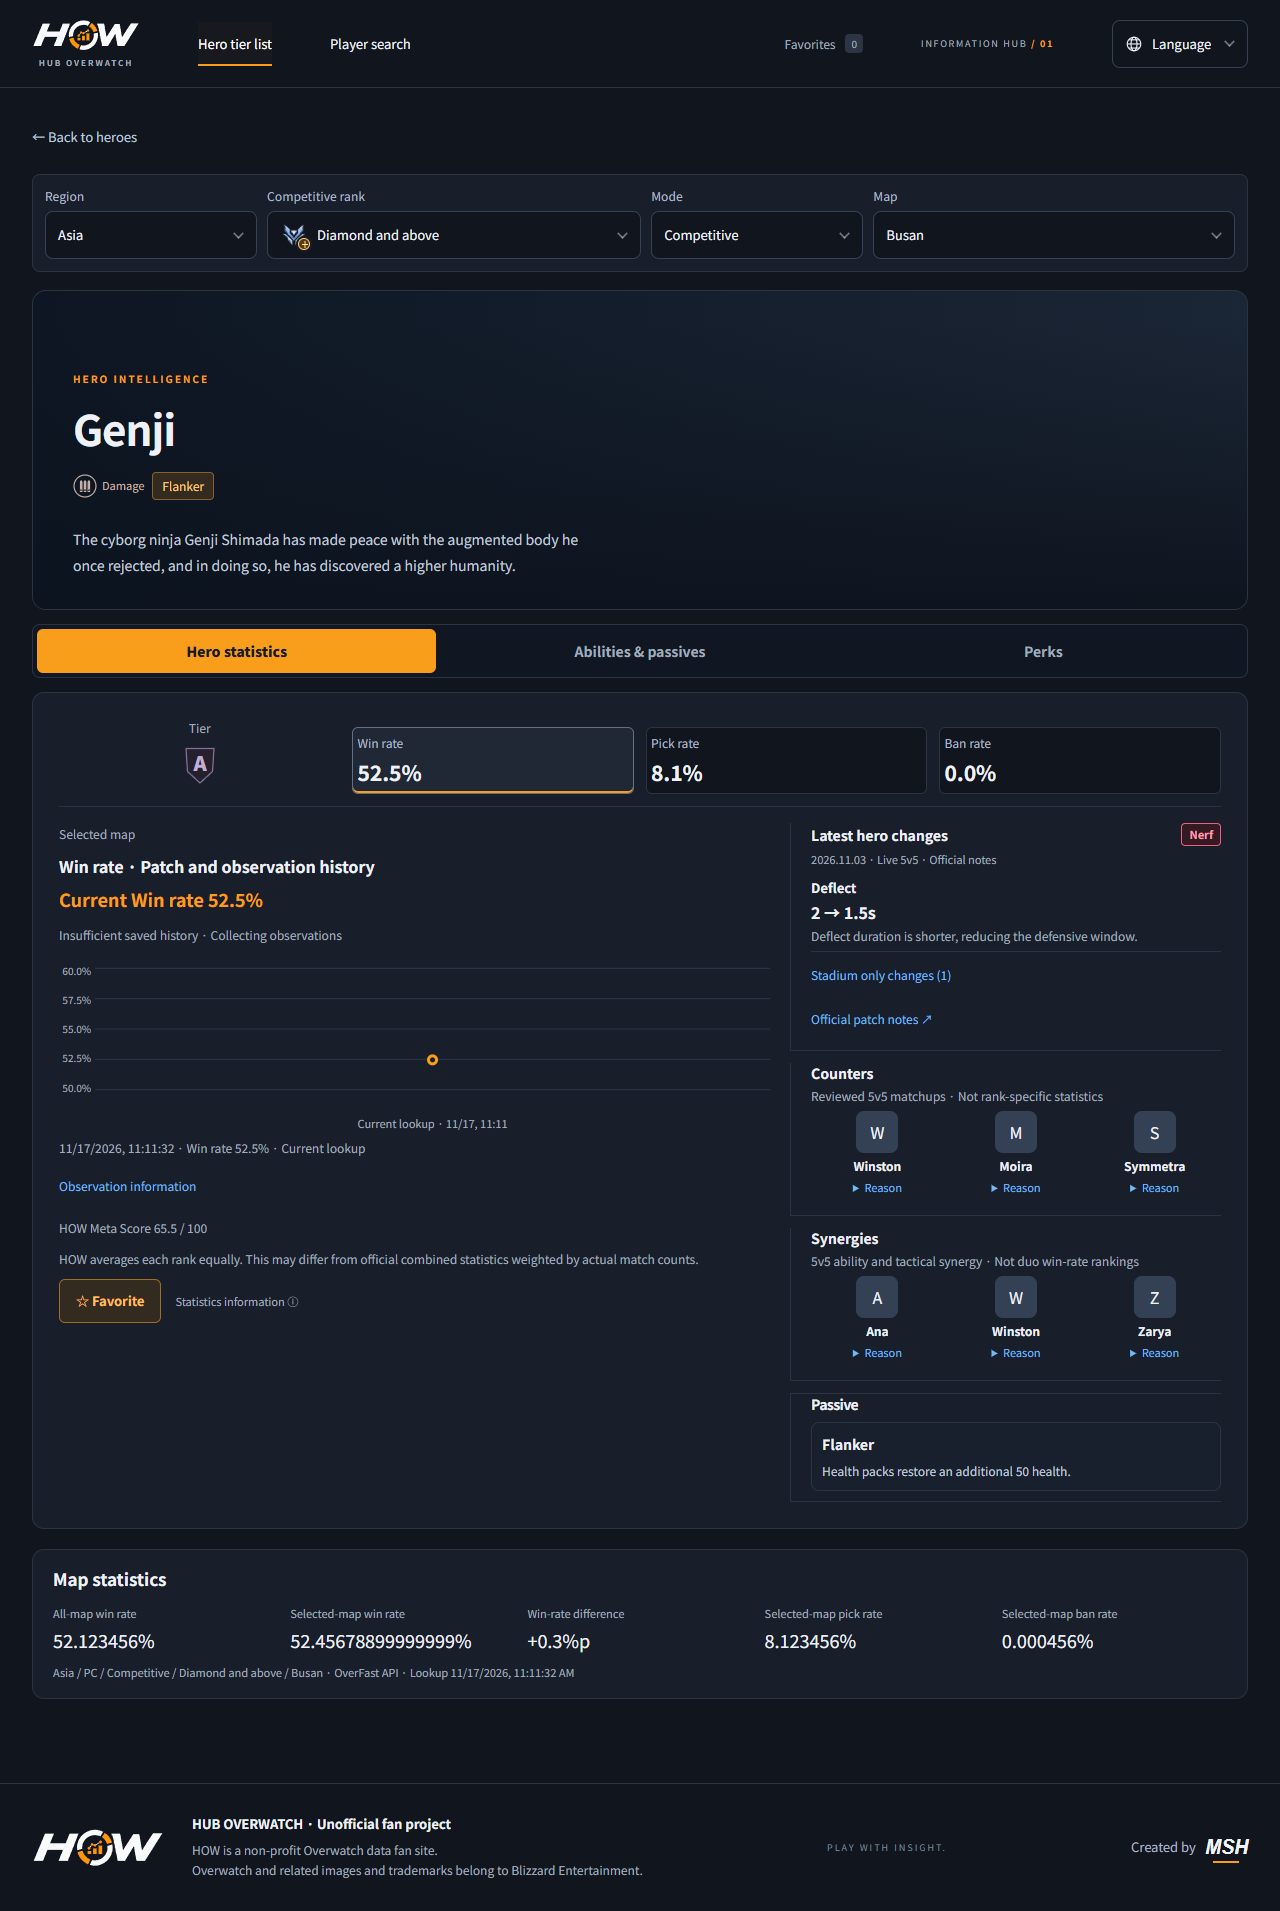 HOW
HUB OVERWATCH
Hero tier list
Player search
Favorites 0
INFORMATION HUB / 01
Language
← Back to heroes
Region
Competitive rank
Mode
Map
Asia
Diamond and above
Competitive
Busan
HERO INTELLIGENCE
Genji
Damage
Flanker
The cyborg ninja Genji Shimada has made peace with the augmented body he
once rejected, and in doing so, he has discovered a higher humanity.
Hero statistics
Abilities & passives
Perks
Tier
A
Win rate
52.5%
Pick rate
8.1%
Ban rate
0.0%
Selected map
Win rate · Patch and observation history
Current Win rate 52.5%
Insufficient saved history · Collecting observations
60.0%
57.5%
55.0%
52.5%
50.0%
Current lookup · 11/17, 11:11
11/17/2026, 11:11:32 · Win rate 52.5% · Current lookup
Observation information
HOW Meta Score 65.5 / 100
HOW averages each rank equally. This may differ from official combined statistics weighted by actual match counts.
☆ Favorite
Statistics information ⓘ
Latest hero changes
Nerf
2026.11.03 · Live 5v5 · Official notes
Deflect
2 → 1.5s
Deflect duration is shorter, reducing the defensive window.
Stadium only changes (1)
Official patch notes ↗
Counters
Reviewed 5v5 matchups · Not rank-specific statistics
W
M
S
Winston
Moira
Symmetra
▶ Reason
▶ Reason
▶ Reason
Synergies
5v5 ability and tactical synergy · Not duo win-rate rankings
A
W
Z
Ana
Winston
Zarya
▶ Reason
▶ Reason
▶ Reason
Passive
Flanker
Health packs restore an additional 50 health.
Map statistics
All-map win rate
Selected-map win rate
Win-rate difference
Selected-map pick rate
Selected-map ban rate
52.123456%
52.45678899999999%
+0.3%p
8.123456%
0.000456%
Asia / PC / Competitive / Diamond and above / Busan · OverFast API · Lookup 11/17/2026, 11:11:32 AM
HOW
HUB OVERWATCH · Unofficial fan project
HOW is a non-profit Overwatch data fan site.
Overwatch and related images and trademarks belong to Blizzard Entertainment.
PLAY WITH INSIGHT.
Created by MSH